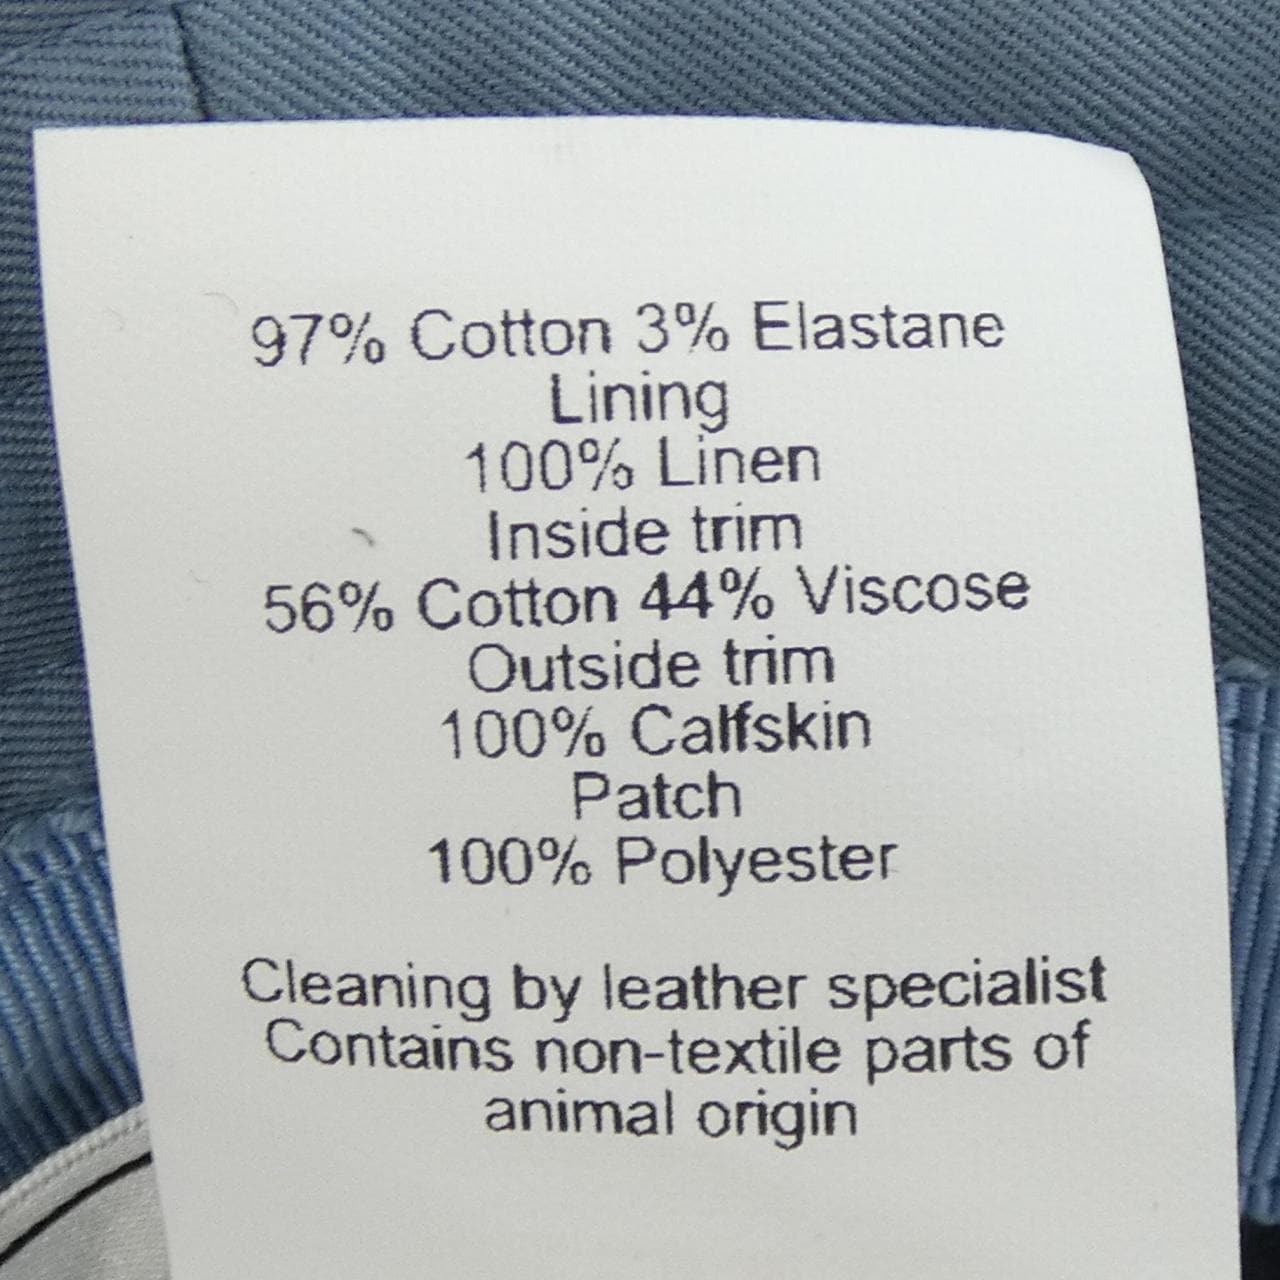 97% Cotton 3% Elastane
Lining
100% Linen
Inside trim
56% Cotton 44% Viscose
Outside trim
100% Calfskin
Patch
100% Polyester
Cleaning by leather specialist
Contains non-textile parts of
animal origin